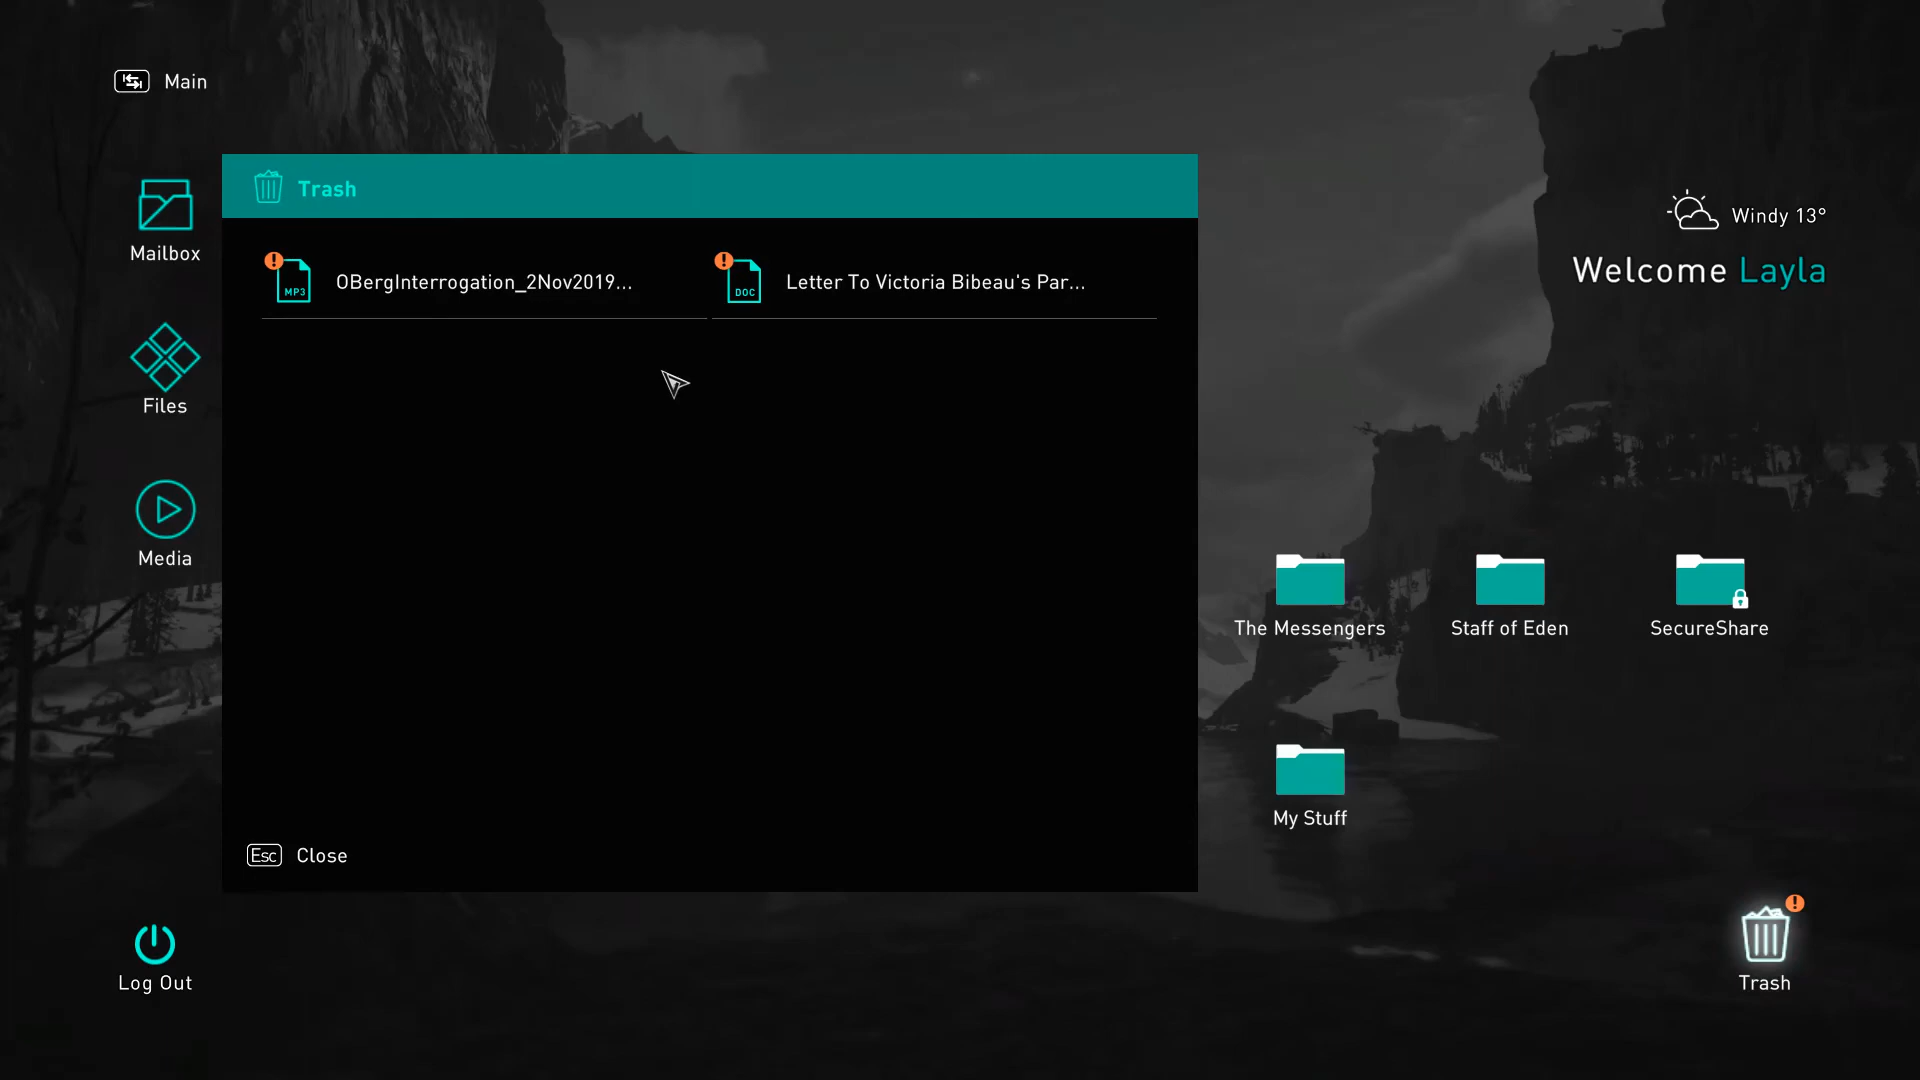 Main
Trash
Mailbox
MP3
OBergInterrogation_2Nov2019...
DOC
Letter To Victoria Bibeau's Par...
Windy 13°
Welcome Layla
Files
Media
The Messengers
Staff of Eden
SecureShare
My Stuff
Esc Close
Log Out
Trash